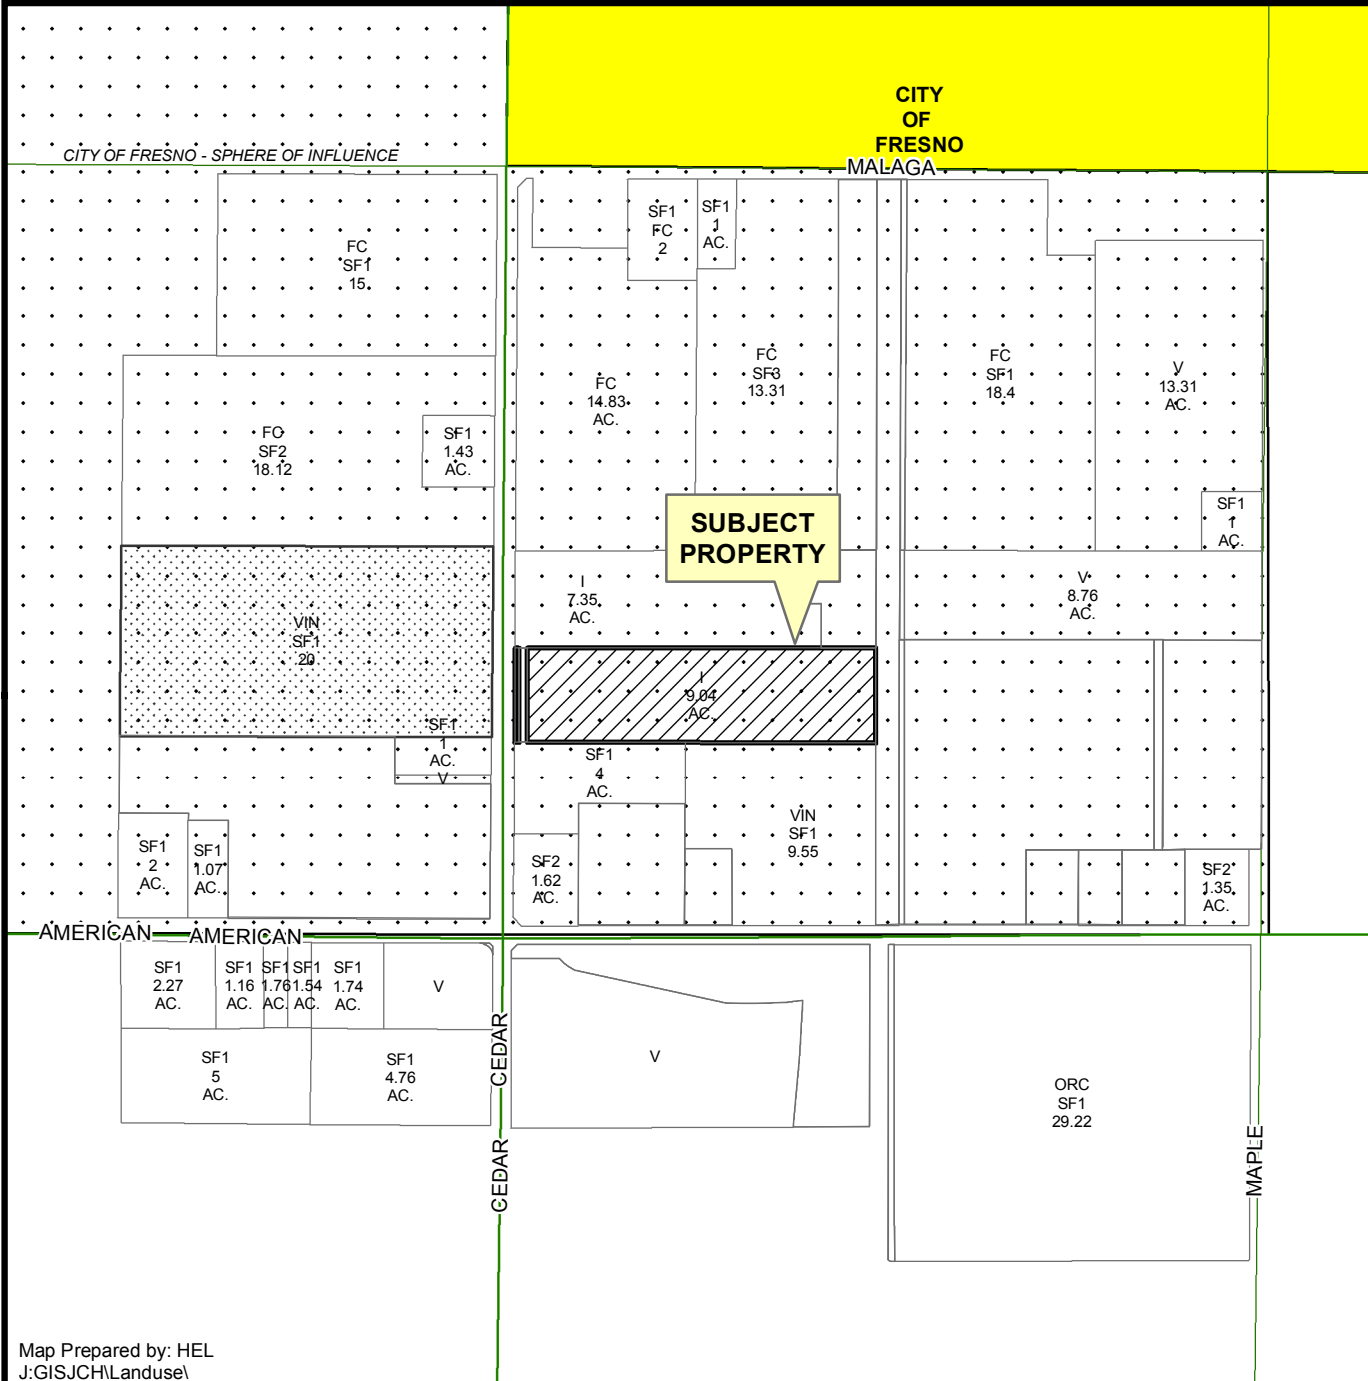 CITY
OF
FRESNO
CITY OF FRESNO - SPHERE OF INFLUENCE
MALAGA
FC
SF1
15
SF1
FC
2
SF1
1
AC.
FC
14.83
AC.
FC
SF3
13.31
FC
SF1
18.4
V
13.31
AC.
FC
SF2
18.12
SF1
1.43
AC.
SUBJECT
PROPERTY
SF1
1
AC.
I
7.35
AC.
V
8.76
AC.
VIN
SF1
20
I
9.04
AC.
SF1
1
AC.
V
SF1
4
AC.
VIN
SF1
9.55
SF1
2
AC.
SF1
1.07
AC.
SF2
1.62
AC.
SF2
1.35
AC.
AMERICAN
AMERICAN
SF1
2.27
AC.
SF1
1.16
AC.
SF1
1.76
AC.
SF1
1.54
AC.
SF1
1.74
AC.
V
SF1
5
AC.
SF1
4.76
AC.
CEDAR
V
ORC
SF1
29.22
CEDAR
MAPLE
Map Prepared by: HEL
J:GISJCH\Landuse\